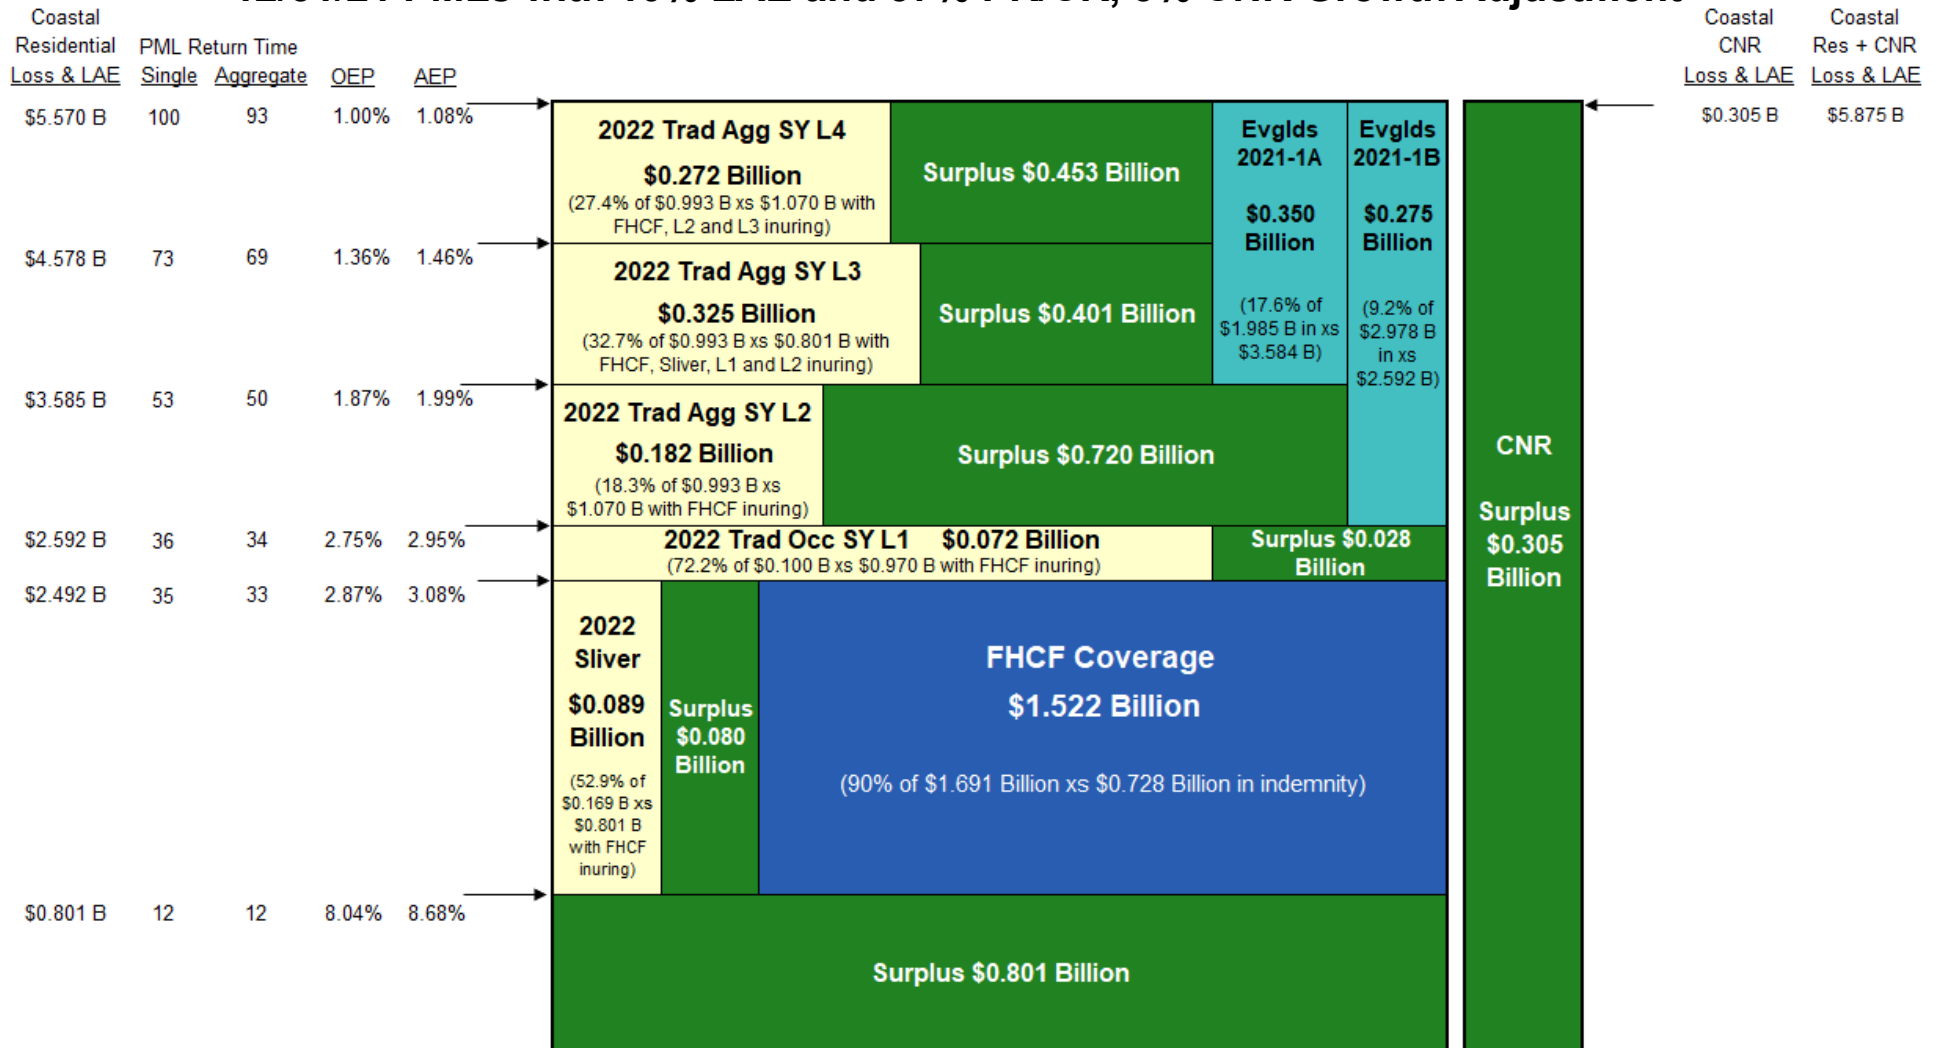 Coastal
Residential
Loss & LAE
PML Return Time
Single Aggregate OEP AEP
Coastal
CNR
Loss & LAE
Coastal
Res + CNR
Loss & LAE
$5.570 B 100 93 1.00% 1.08%
$0.305 B $5.875 B
2022 Trad Agg SY L4
$0.272 Billion
(27.4% of $0.993 B xs $1.070 B with
FHCF, L2 and L3 inuring)
Surplus $0.453 Billion
Evglds
2021-1A
$0.350
Billion
(17.6% of
$1.985 B in xs
$3.584 B)
Evglds
2021-1B
$0.275
Billion
(9.2% of
$2.978 B
in xs
$2.592 B)
$4.578 B 73 69 1.36% 1.46%
2022 Trad Agg SY L3
$0.325 Billion
(32.7% of $0.993 B xs $0.801 B with
FHCF, Sliver, L1 and L2 inuring)
Surplus $0.401 Billion
$3.585 B 53 50 1.87% 1.99%
2022 Trad Agg SY L2
$0.182 Billion
(18.3% of $0.993 B xs
$1.070 B with FHCF inuring)
Surplus $0.720 Billion
CNR
Surplus
$0.305
Billion
$2.592 B 36 34 2.75% 2.95%
2022 Trad Occ SY L1 $0.072 Billion
(72.2% of $0.100 B xs $0.970 B with FHCF inuring)
Surplus $0.028
Billion
$2.492 B 35 33 2.87% 3.08%
2022
Sliver
$0.089
Billion
(52.9% of
$0.169 B xs
$0.801 B
with FHCF
inuring)
Surplus
$0.080
Billion
FHCF Coverage
$1.522 Billion
(90% of $1.691 Billion xs $0.728 Billion in indemnity)
$0.801 B 12 12 8.04% 8.68%
Surplus $0.801 Billion